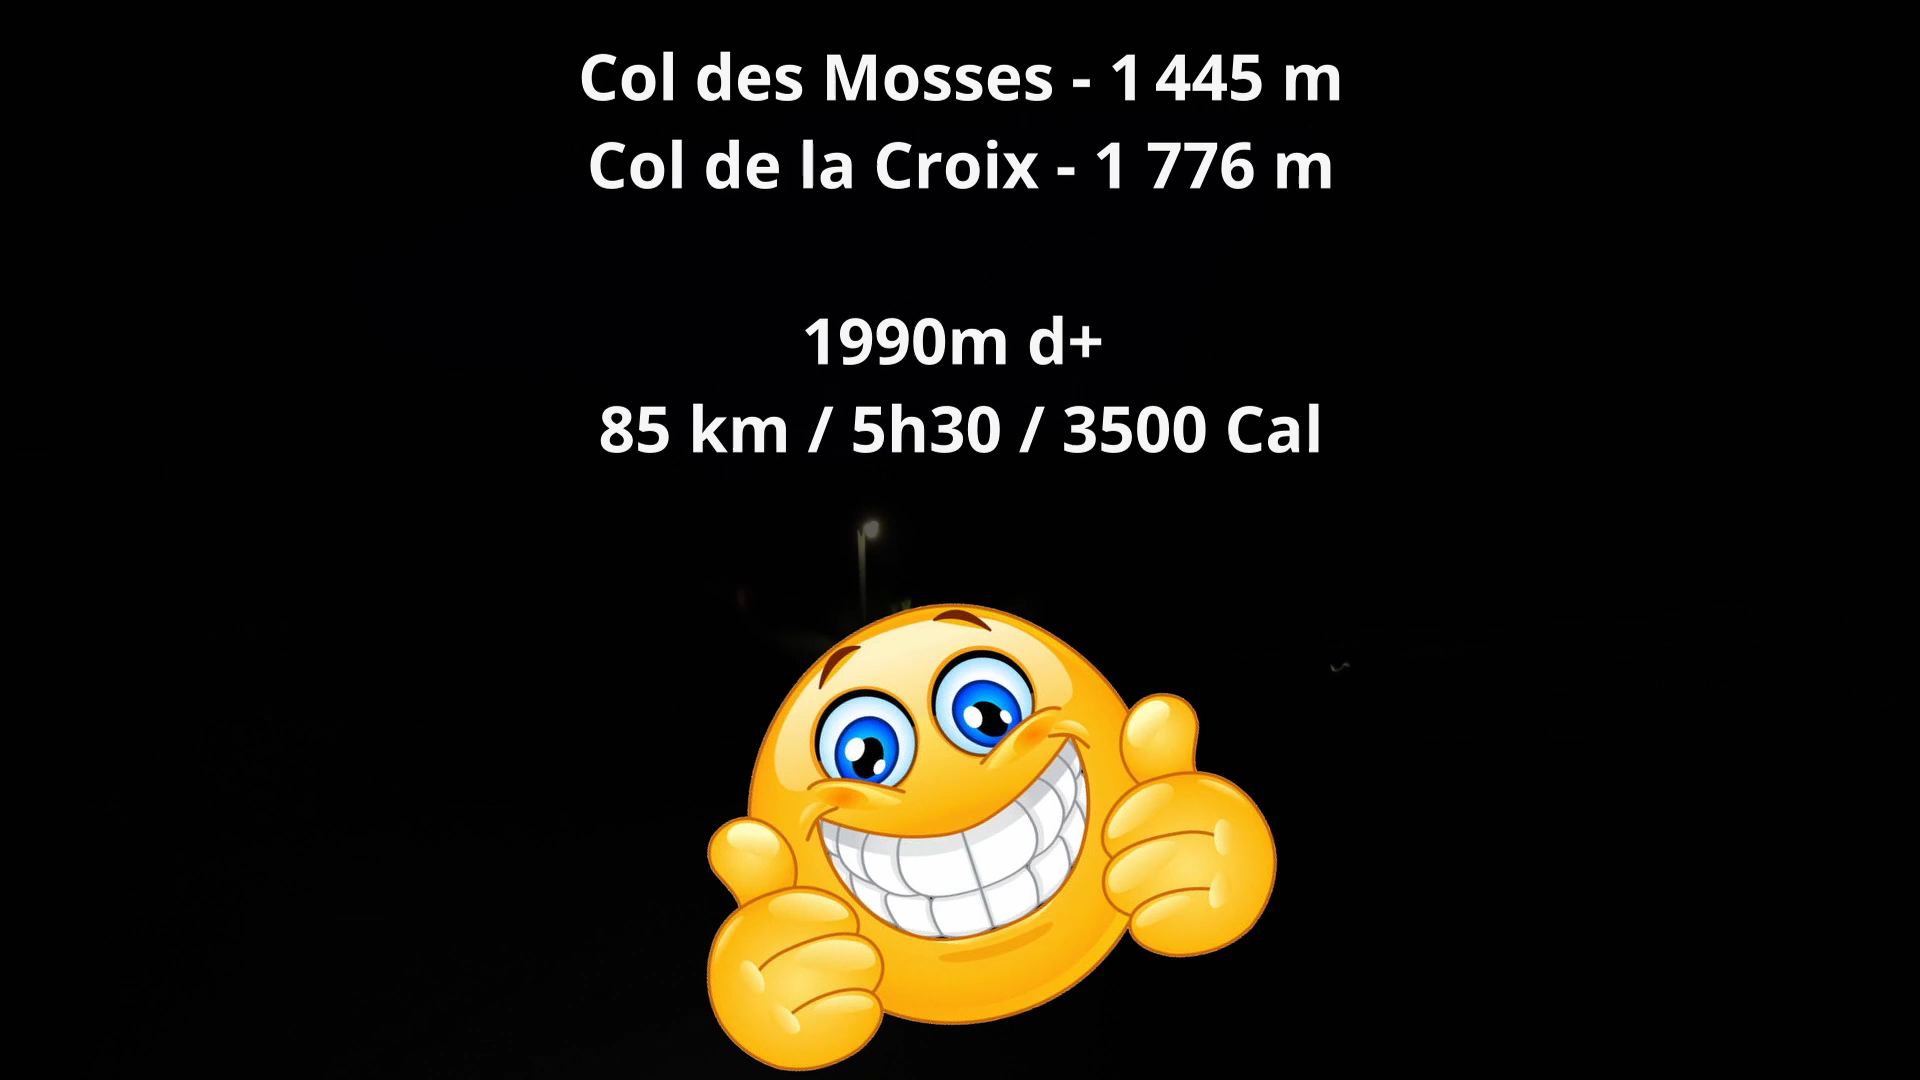 Col des Mosses - 1 445 m
Col de la Croix - 1 776 m
1990m d+
85 km / 5h30 / 3500 Cal